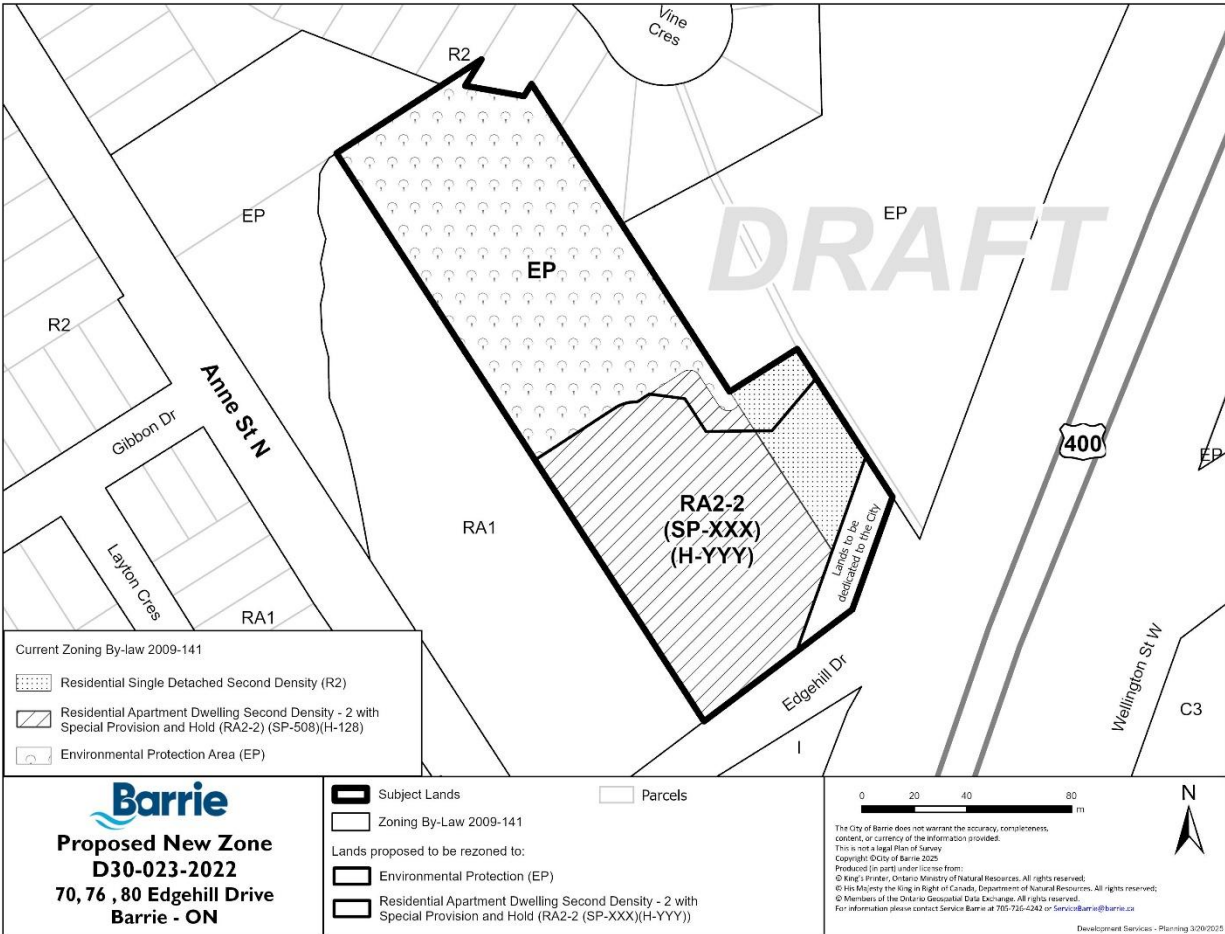 Vine
Cres
R2
EP
EP
DRAFT
EP
R2
Anne St N
Gibbon Dr
400
EP
RA2-2
(SP-XXX)
(H-YYY)
RA1
Lands to be
dedicated to the City
Layton Cres
RA1
Edgehill Dr
Wellington St W
C3
I
Current Zoning By-law 2009-141
Residential Single Detached Second Density (R2)
Residential Apartment Dwelling Second Density - 2 with
Special Provision and Hold (RA2-2) (SP-508)(H-128)
Environmental Protection Area (EP)
Barrie
Proposed New Zone
D30-023-2022
70, 76 , 80 Edgehill Drive
Barrie - ON
Subject Lands
Parcels
Zoning By-Law 2009-141
Lands proposed to be rezoned to:
Environmental Protection (EP)
Residential Apartment Dwelling Second Density - 2 with
Special Provision and Hold (RA2-2 (SP-XXX)(H-YYY))
0 20 40 80
m
N
The City of Barrie does not warrant the accuracy, completeness,
content, or currency of the information provided.
This is not a legal Plan of Survey
Copyright ©City of Barrie 2025
Produced (in part) under license from:
© King's Printer, Ontario Ministry of Natural Resources. All rights reserved;
© His Majesty the King in Right of Canada, Department of Natural Resources. All rights reserved;
© Members of the Ontario Geospatial Data Exchange. All rights reserved.
For information please contact Service Barrie at 705-726-4242 or ServiceBarrie@barrie.ca
Development Services - Planning 3/20/2025